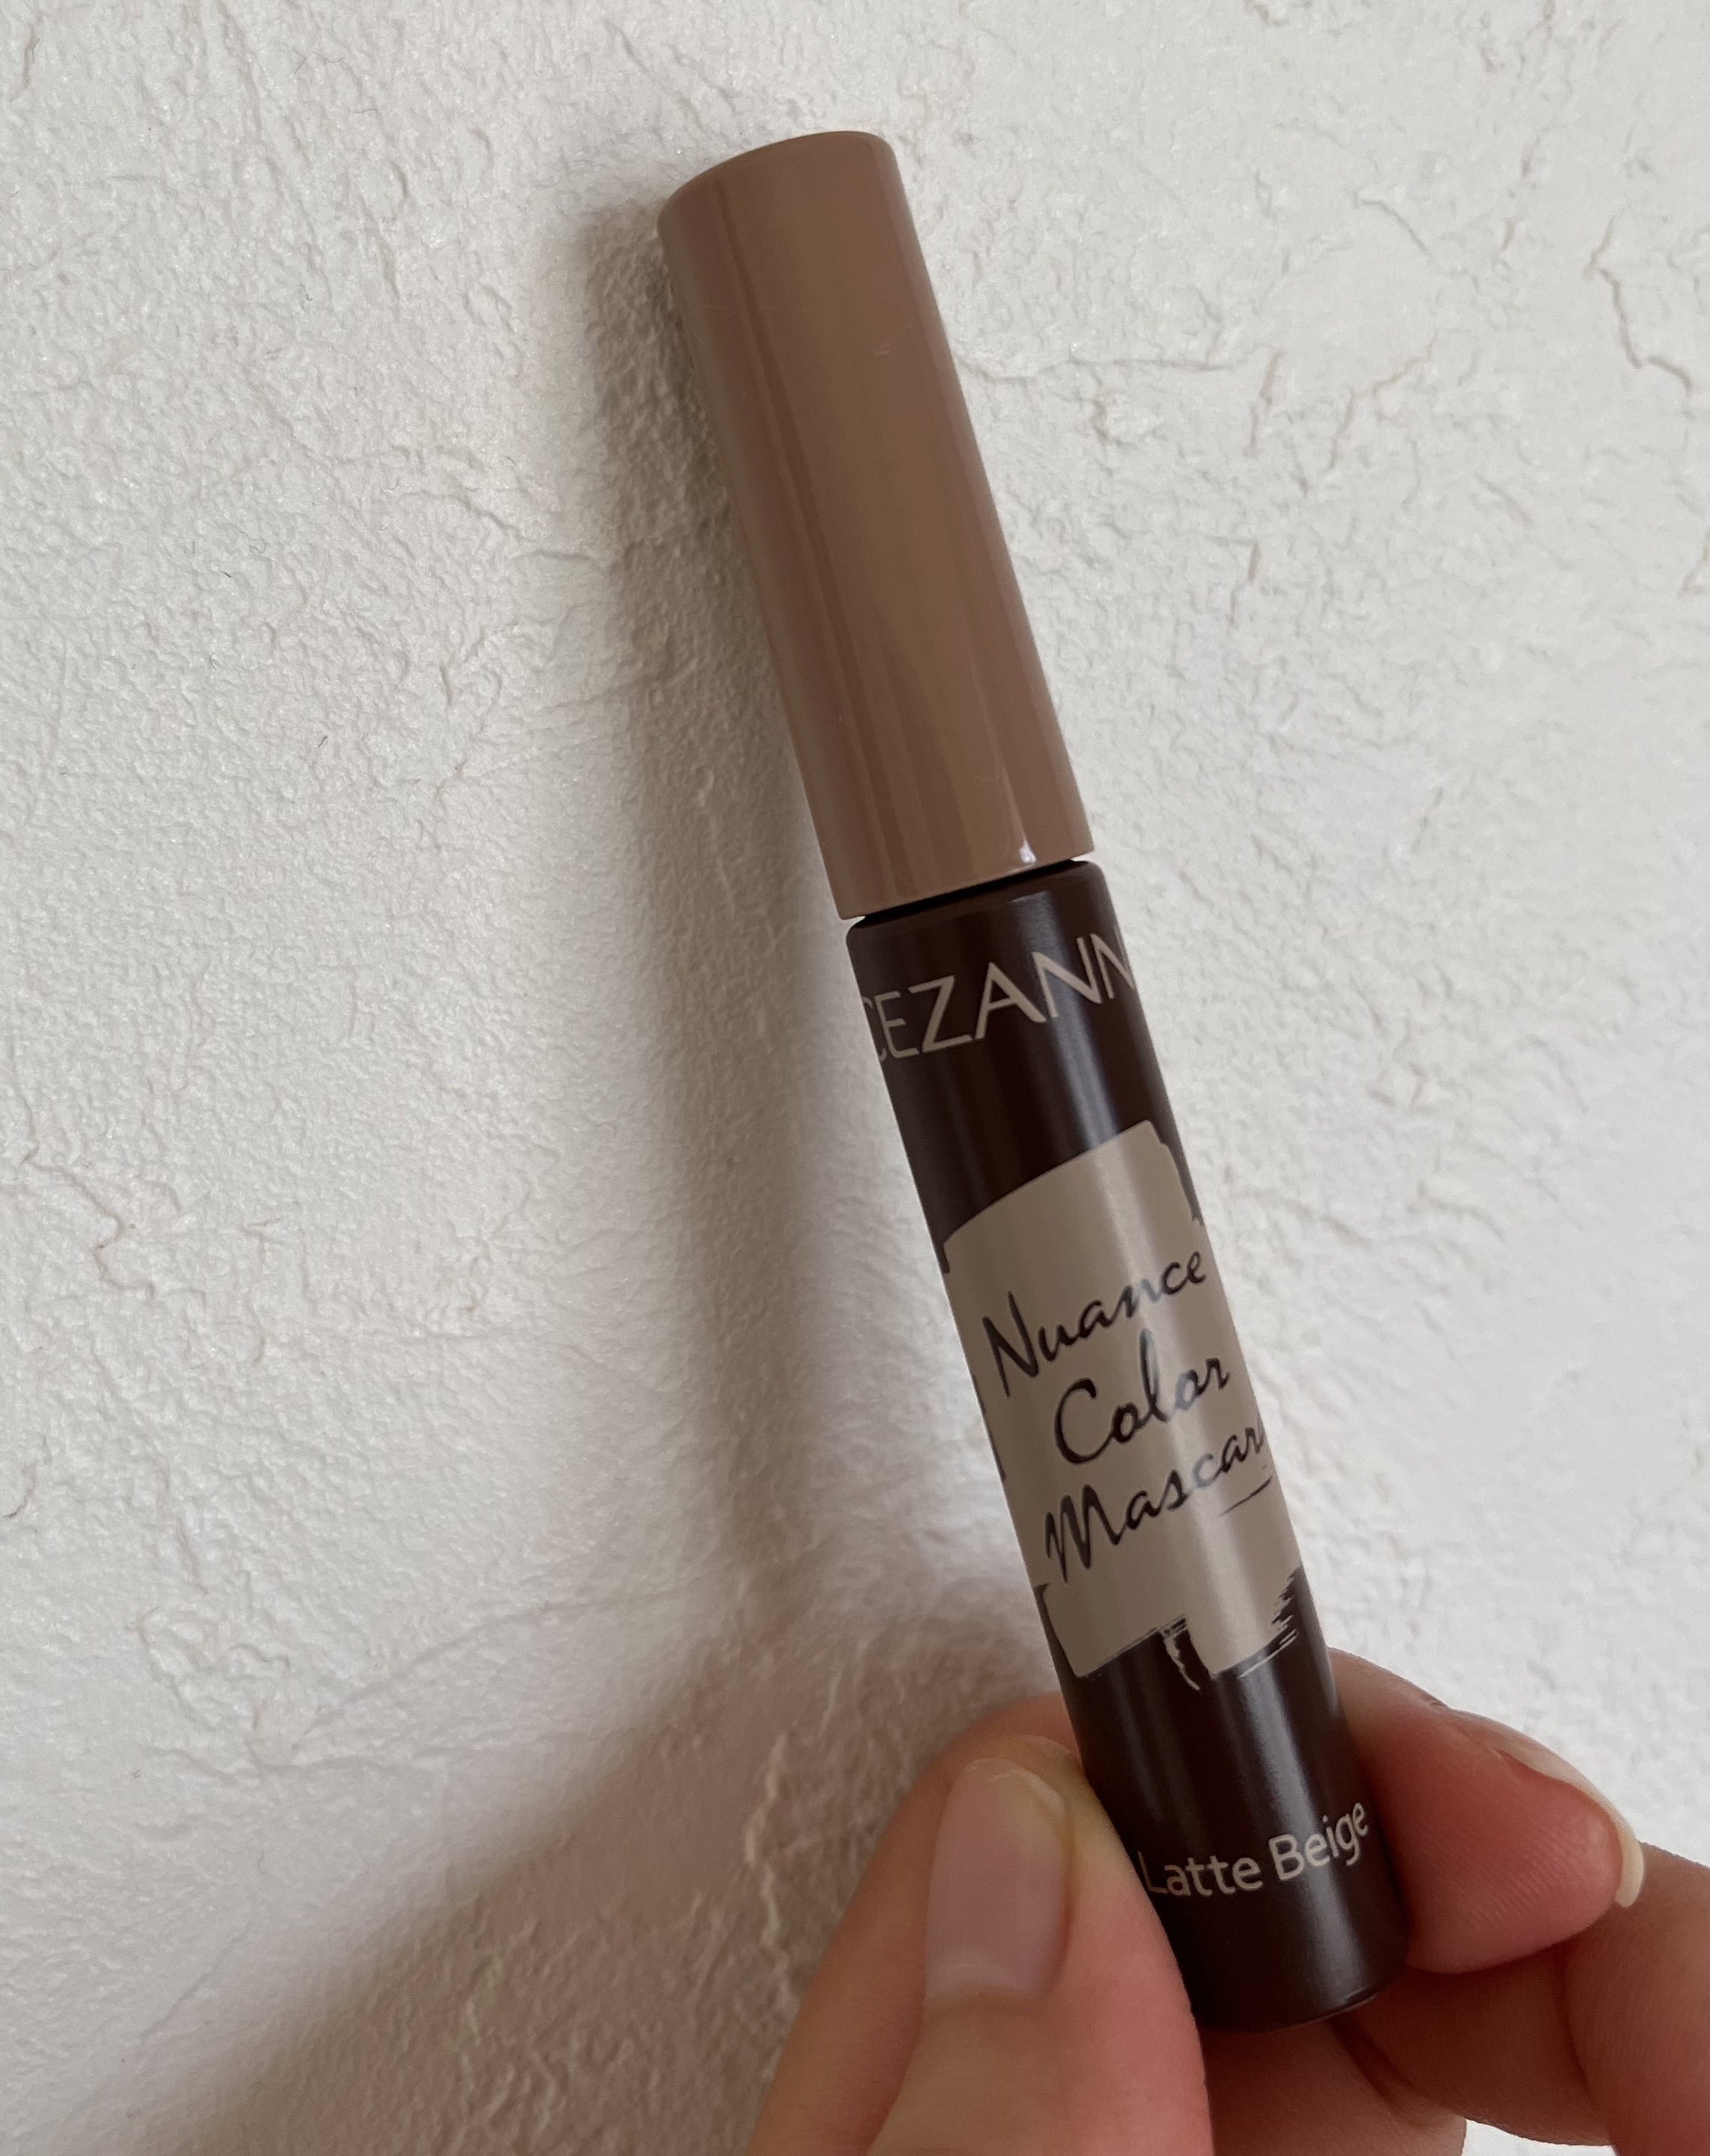 CEZANN
Nuance
Color
Mascar
Latte Beige